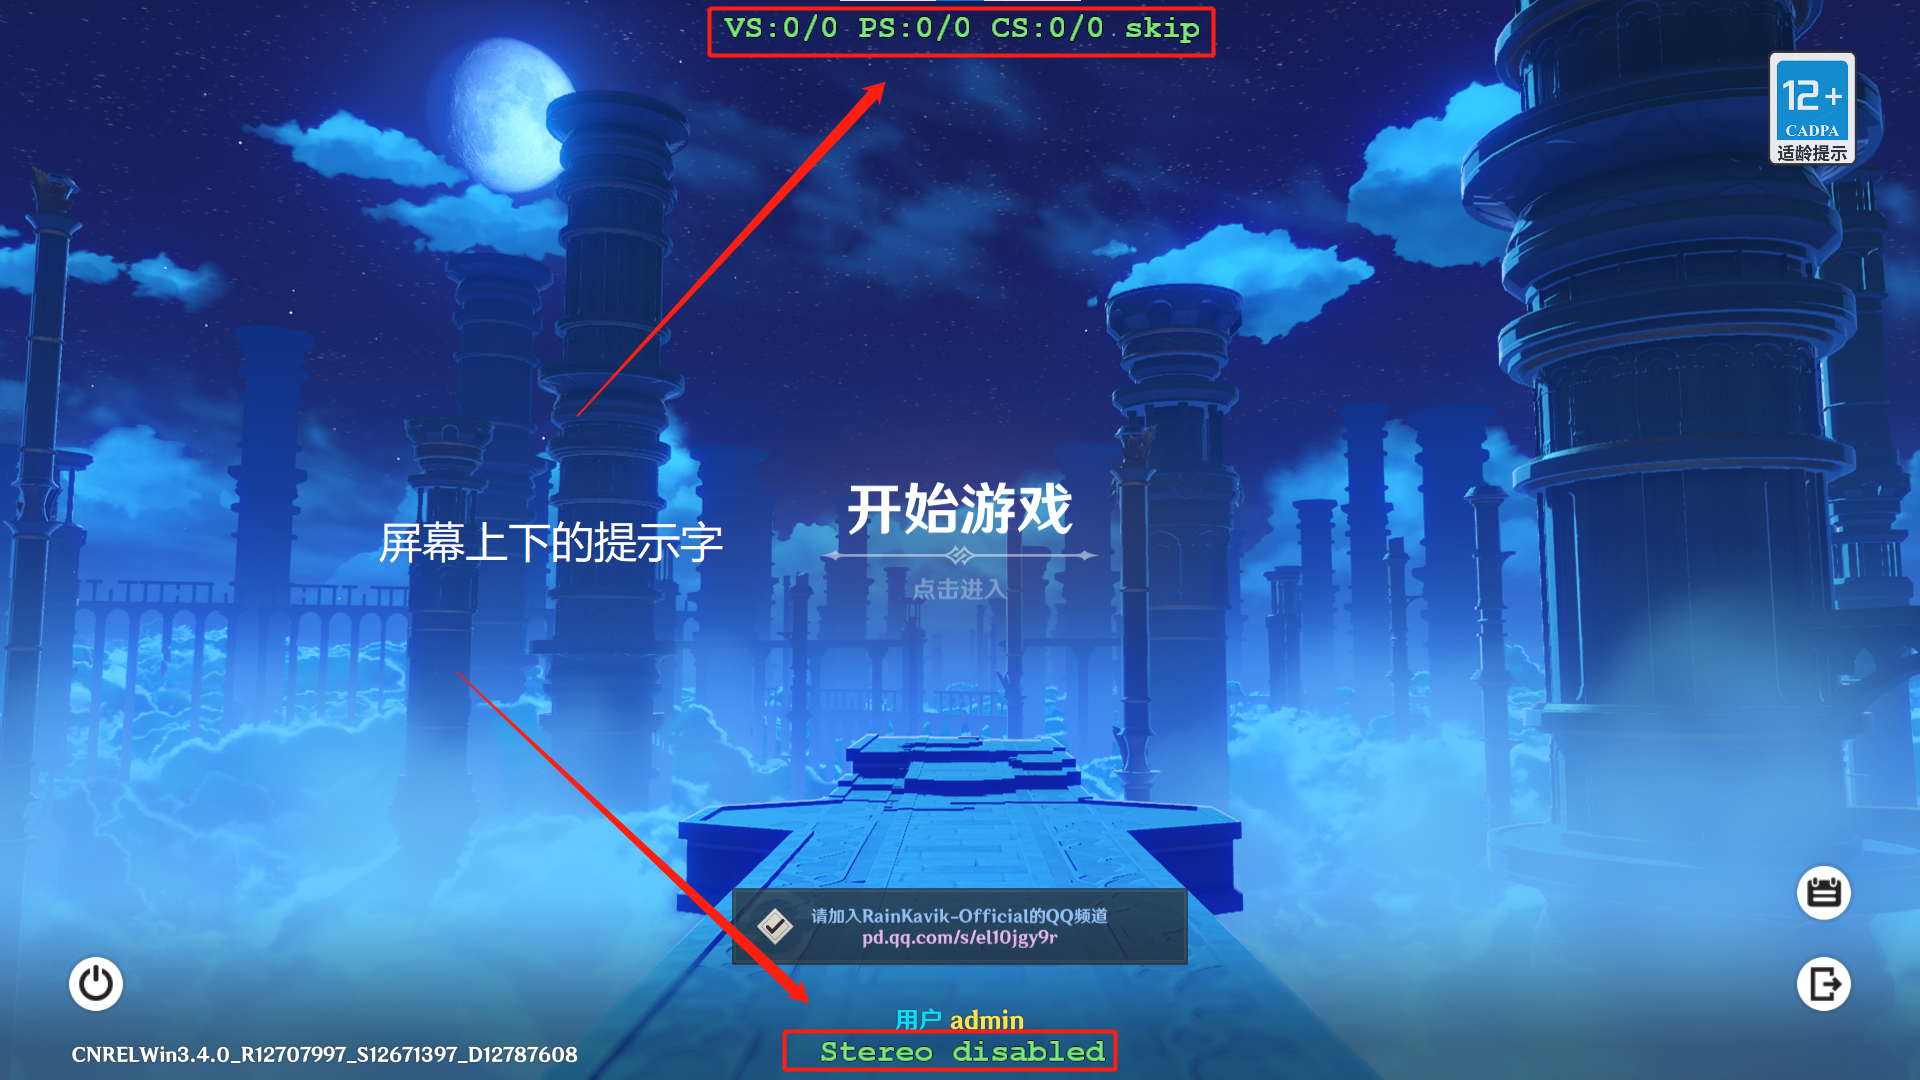 VS:0/0 PS:0/0 CS:0/0 skip
12+
CADPA
适龄提示
开始游戏
屏幕上下的提示字
点击进入
请加入RainKavik-Official的QQ频道
pd.qq.com/s/el10jgy9r
用户 admin
Stereo disabled
CNRELWin3.4.0_R12707997_S12671397_D12787608